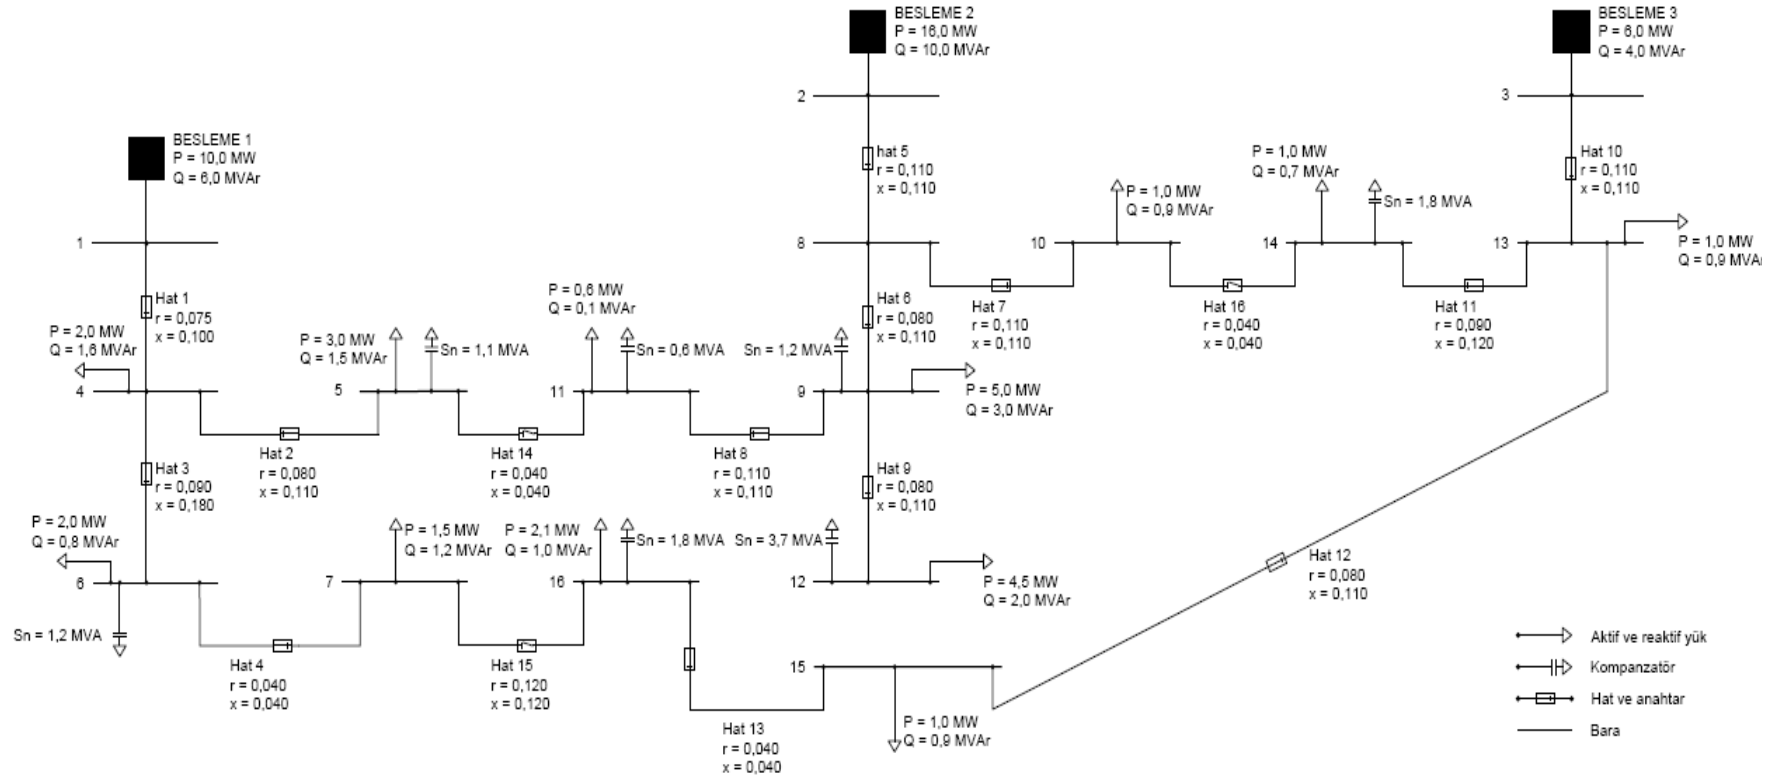 BESLEME 1
P = 10,0 MW
Q = 6,0 MVAr
BESLEME 2
P = 16,0 MW
Q = 10,0 MVAr
BESLEME 3
P = 6,0 MW
Q = 4,0 MVAr
1
2
3
Hat 1
r = 0,075
x = 0,100
hat 5
r = 0,110
x = 0,110
Hat 10
r = 0,110
x = 0,110
P = 1,0 MW
Q = 0,9 MVAr
P = 1,0 MW
Q = 0,7 MVAr
Sn = 1,8 MVA
P = 1,0 MW
Q = 0,9 MVA
8
10
14
13
Hat 7
r = 0,110
x = 0,110
Hat 16
r = 0,040
x = 0,040
Hat 11
r = 0,090
x = 0,120
Hat 6
r = 0,080
x = 0,110
P = 2,0 MW
Q = 1,6 MVAr
P = 3,0 MW
Q = 1,5 MVAr
Sn = 1,1 MVA
P = 0,6 MW
Q = 0,1 MVAr
Sn = 0,6 MVA
Sn = 1,2 MVA
P = 5,0 MW
Q = 3,0 MVAr
4
5
11
9
Hat 2
r = 0,080
x = 0,110
Hat 14
r = 0,040
x = 0,040
Hat 8
r = 0,110
x = 0,110
Hat 3
r = 0,090
x = 0,180
Hat 9
r = 0,080
x = 0,110
P = 2,0 MW
Q = 0,8 MVAr
P = 1,5 MW
Q = 1,2 MVAr
P = 2,1 MW
Q = 1,0 MVAr
Sn = 1,8 MVA
Sn = 3,7 MVA
P = 4,5 MW
Q = 2,0 MVAr
6
7
16
12
Sn = 1,2 MVA
Hat 4
r = 0,040
x = 0,040
Hat 15
r = 0,120
x = 0,120
Hat 12
r = 0,080
x = 0,110
15
Hat 13
r = 0,040
x = 0,040
P = 1,0 MW
Q = 0,9 MVAr
Aktif ve reaktif yük
Kompanzatör
Hat ve anahtar
Bara